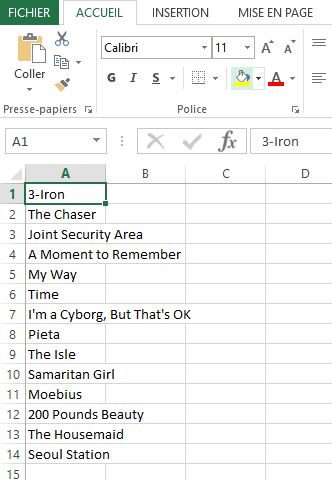 FICHIER ACCUEIL INSERTION MISE EN PAGE
Coller
Calibri 11 A A
G I S A
Presse-papiers Police
A1 fx 3-Iron
A B C D
1 3-Iron
2 The Chaser
3 Joint Security Area
4 A Moment to Remember
5 My Way
6 Time
7 I'm a Cyborg, But That's OK
8 Pieta
9 The Isle
10 Samaritan Girl
11 Moebius
12 200 Pounds Beauty
13 The Housemaid
14 Seoul Station
15